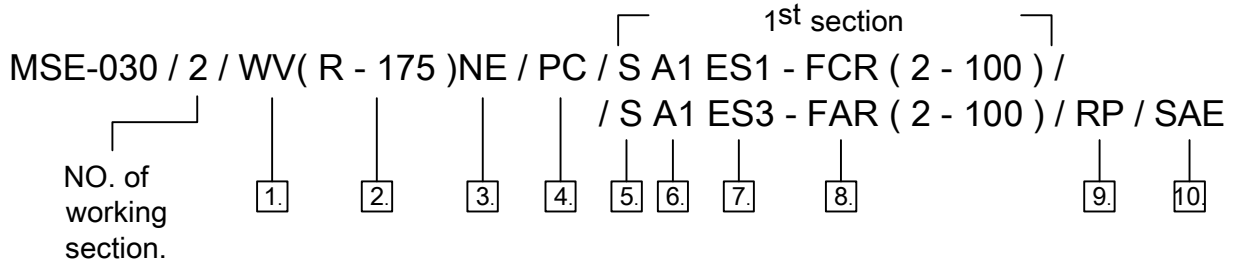 1st section
MSE-030 / 2 / WV( R - 175 )NE / PC / S A1 ES1 - FCR ( 2 - 100 ) /
/ S A1 ES3 - FAR ( 2 - 100 ) / RP / SAE
NO. of
working
section.
1. 2. 3. 4. 5. 6. 7. 8. 9. 10.